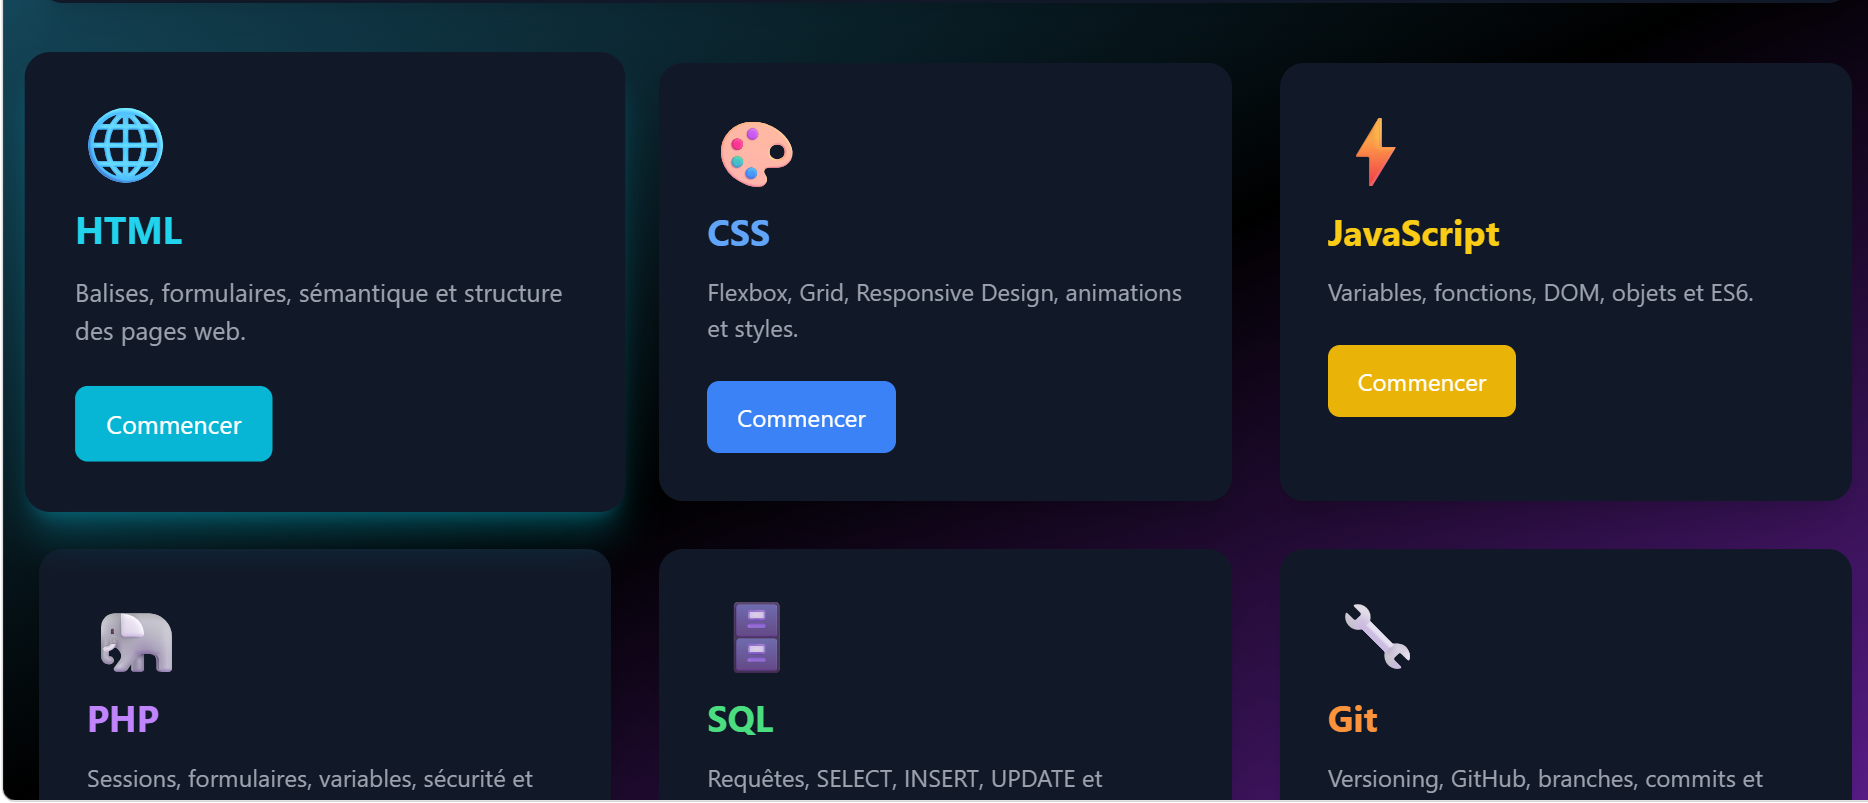 HTML
Balises, formulaires, sémantique et structure
des pages web.
Commencer
CSS
Flexbox, Grid, Responsive Design, animations
et styles.
Commencer
JavaScript
Variables, fonctions, DOM, objets et ES6.
Commencer
PHP
Sessions, formulaires, variables, sécurité et
SQL
Requêtes, SELECT, INSERT, UPDATE et
Git
Versioning, GitHub, branches, commits et